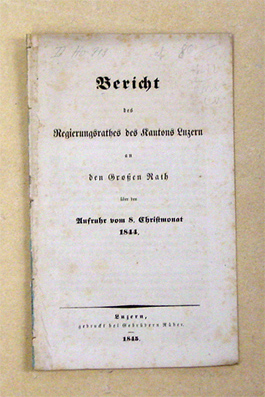 Bericht
des
Regierungsrathes des Kantons Luzern
an
den Großen Rath
über den
Aufruhr vom 8. Christmonat
1844.
Luzern,
gedruckt bei Gebrüdern Räber.
1845.